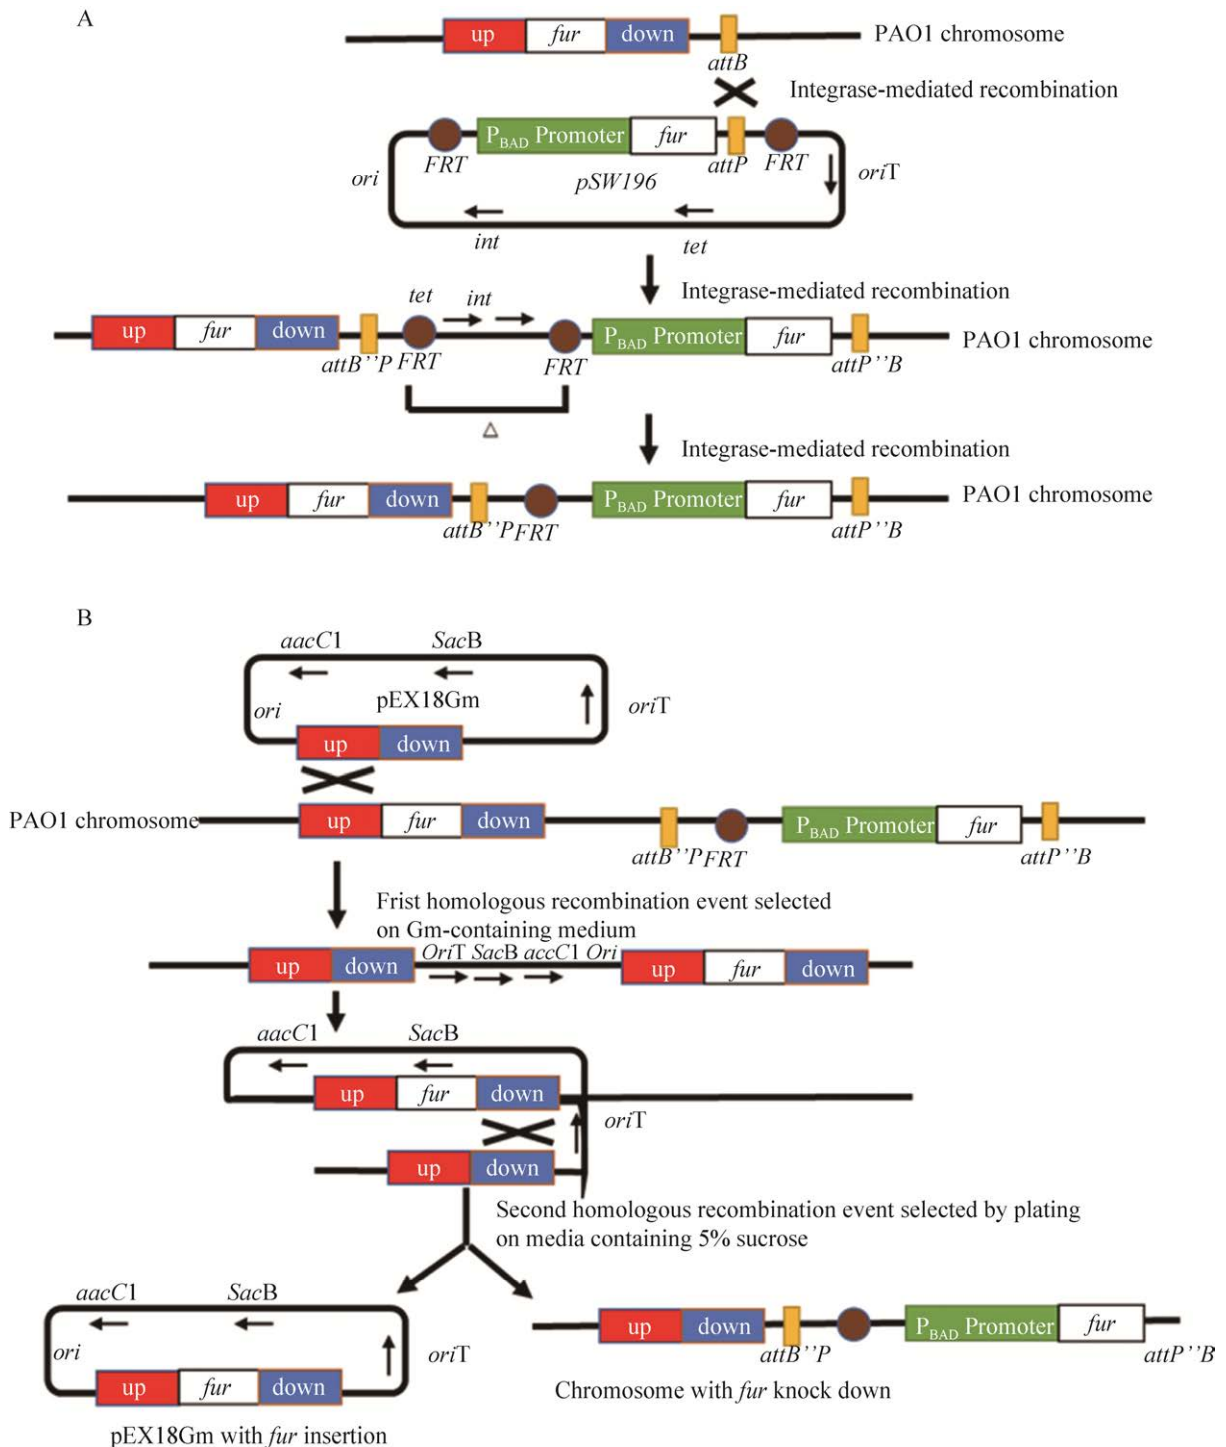 A
up fur down
PAO1 chromosome
attB
Integrase-mediated recombination
PBAD Promoter fur
FRT
attP
FRT
ori
pSW196
oriT
int
tet
Integrase-mediated recombination
tet int
up fur down
PBAD Promoter fur
PAO1 chromosome
attB’’P FRT
FRT
attP’’B
△
Integrase-mediated recombination
up fur down
PBAD Promoter fur
PAO1 chromosome
attB’’P FRT
attP’’B
B
aacC1 SacB
ori
pEX18Gm
oriT
up down
PAO1 chromosome
up fur down
PBAD Promoter fur
attB’’P FRT
attP’’B
Frist homologous recombination event selected
on Gm-containing medium
up down
OriT SacB accC1 Ori
up fur down
aacC1 SacB
up fur down
oriT
up down
Second homologous recombination event selected by plating
on media containing 5% sucrose
aacC1 SacB
ori
oriT
up fur down
pEX18Gm with fur insertion
up down
PBAD Promoter fur
attB’’P
attP’’B
Chromosome with fur knock down